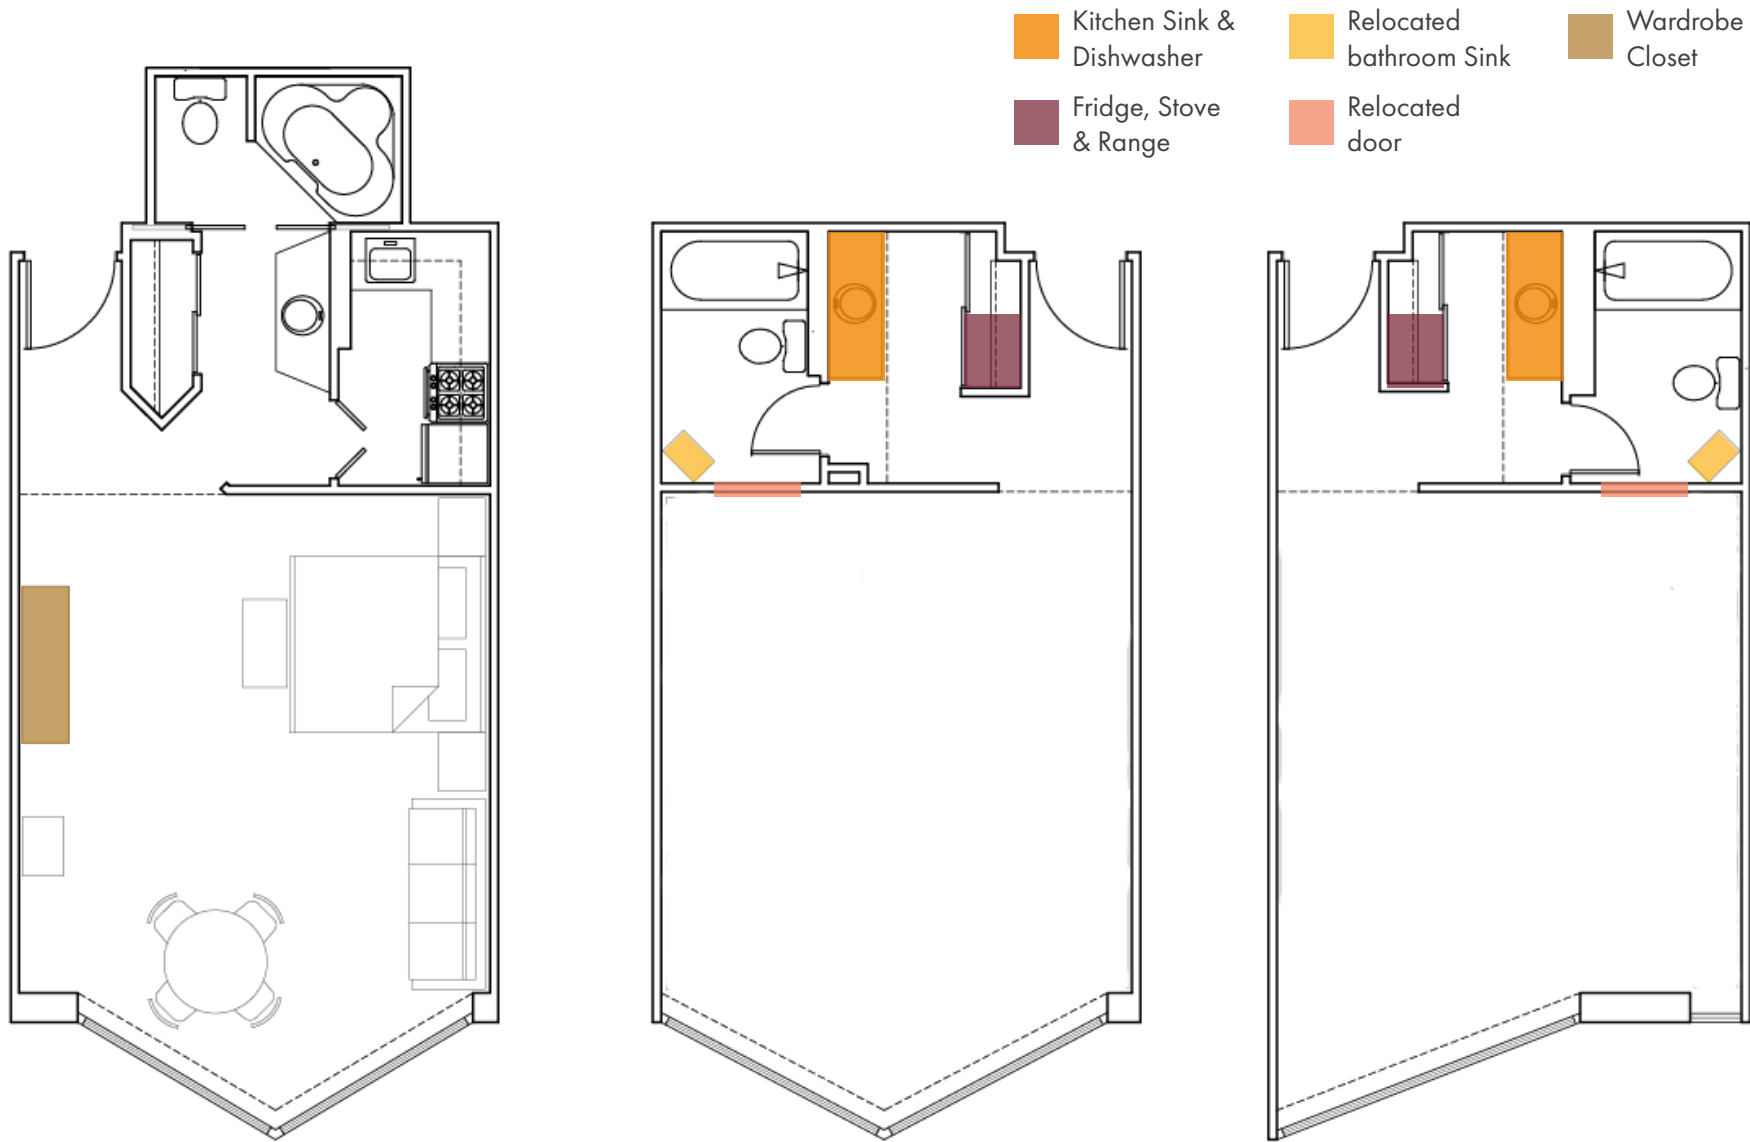 Kitchen Sink &
Dishwasher
Relocated
bathroom Sink
Wardrobe
Closet
Fridge, Stove
& Range
Relocated
door